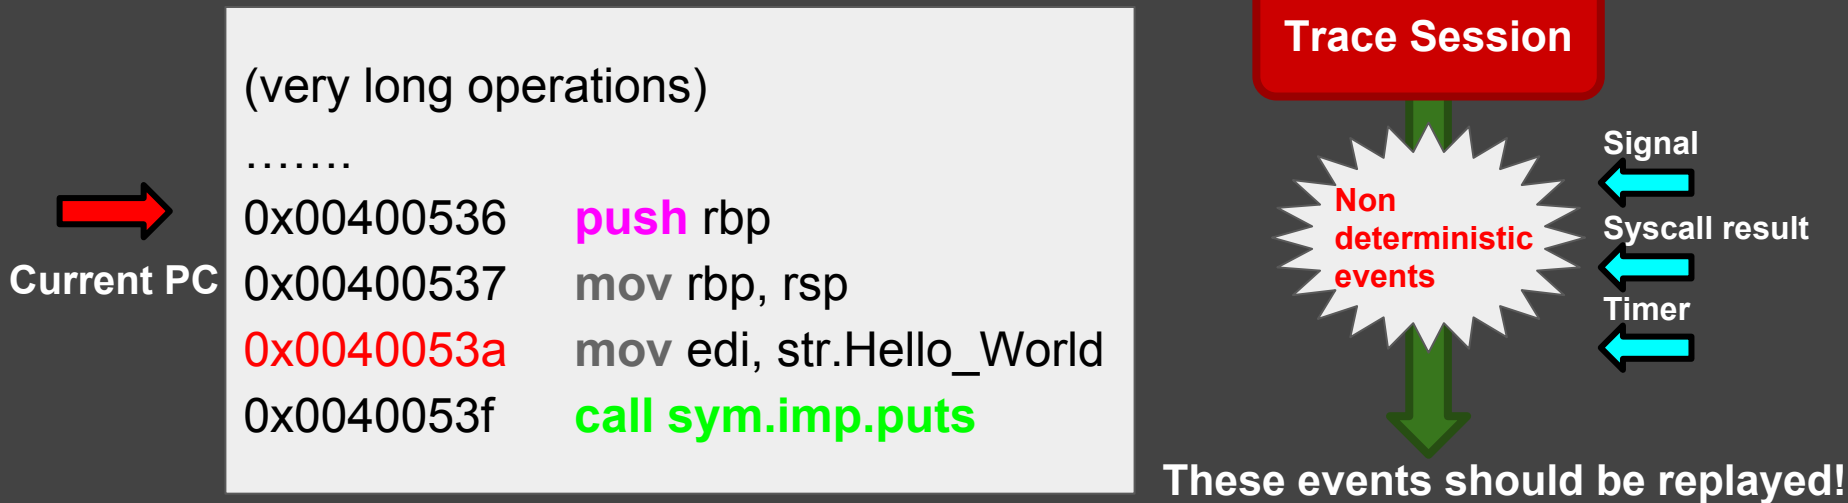 (very long operations)
.......
0x00400536 push rbp
0x00400537 mov rbp, rsp
0x0040053a mov edi, str.Hello_World
0x0040053f call sym.imp.puts
Current PC
Trace Session
Non
deterministic
events
Signal
Syscall result
Timer
These events should be replayed!